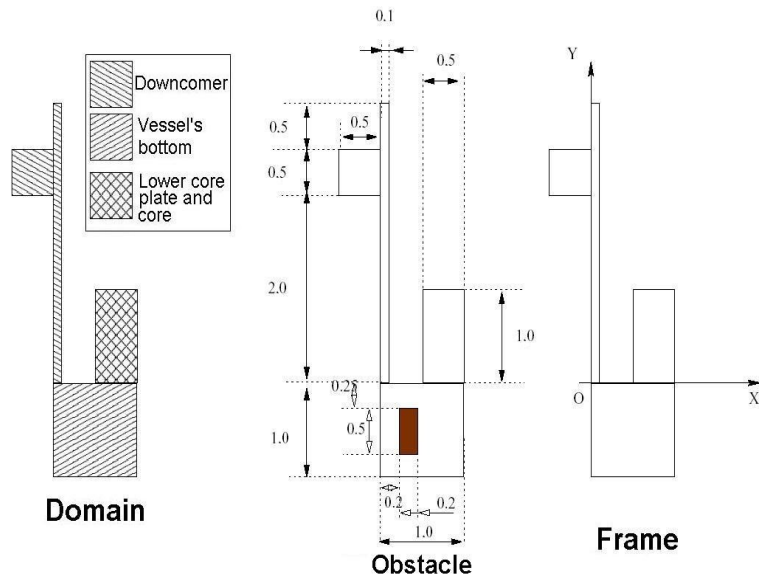 0.1
0.5
Y
Downcomer
Vessel's
bottom
Lower core
plate and
core
0.5
0.5
0.5
2.0
1.0
0.25
0.5
1.0
0.2
0.2
1.0
O
X
Domain
Obstacle
Frame